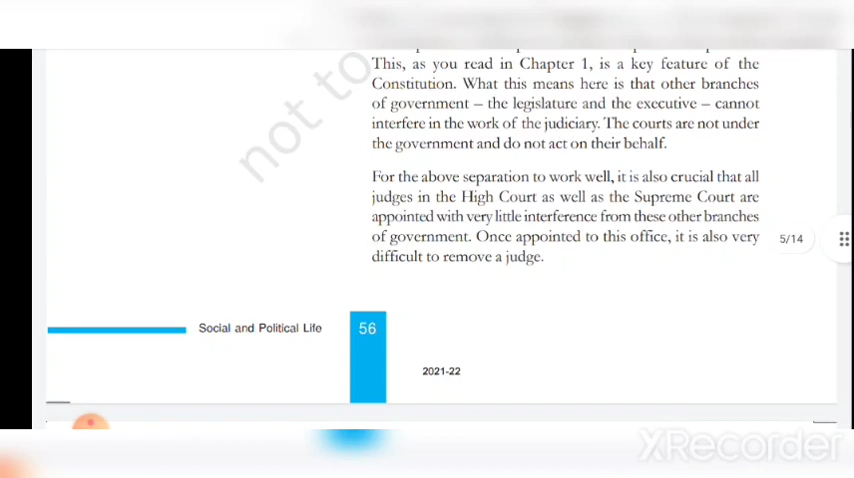 This, as you read in Chapter 1, is a key feature of the
Constitution. What this means here is that other branches
of government – the legislature and the executive – cannot
interfere in the work of the judiciary. The courts are not under
the government and do not act on their behalf.
not to
For the above separation to work well, it is also crucial that all
judges in the High Court as well as the Supreme Court are
appointed with very little interference from these other branches
of government. Once appointed to this office, it is also very
difficult to remove a judge.
5/14
Social and Political Life
56
2021-22
XRecorder